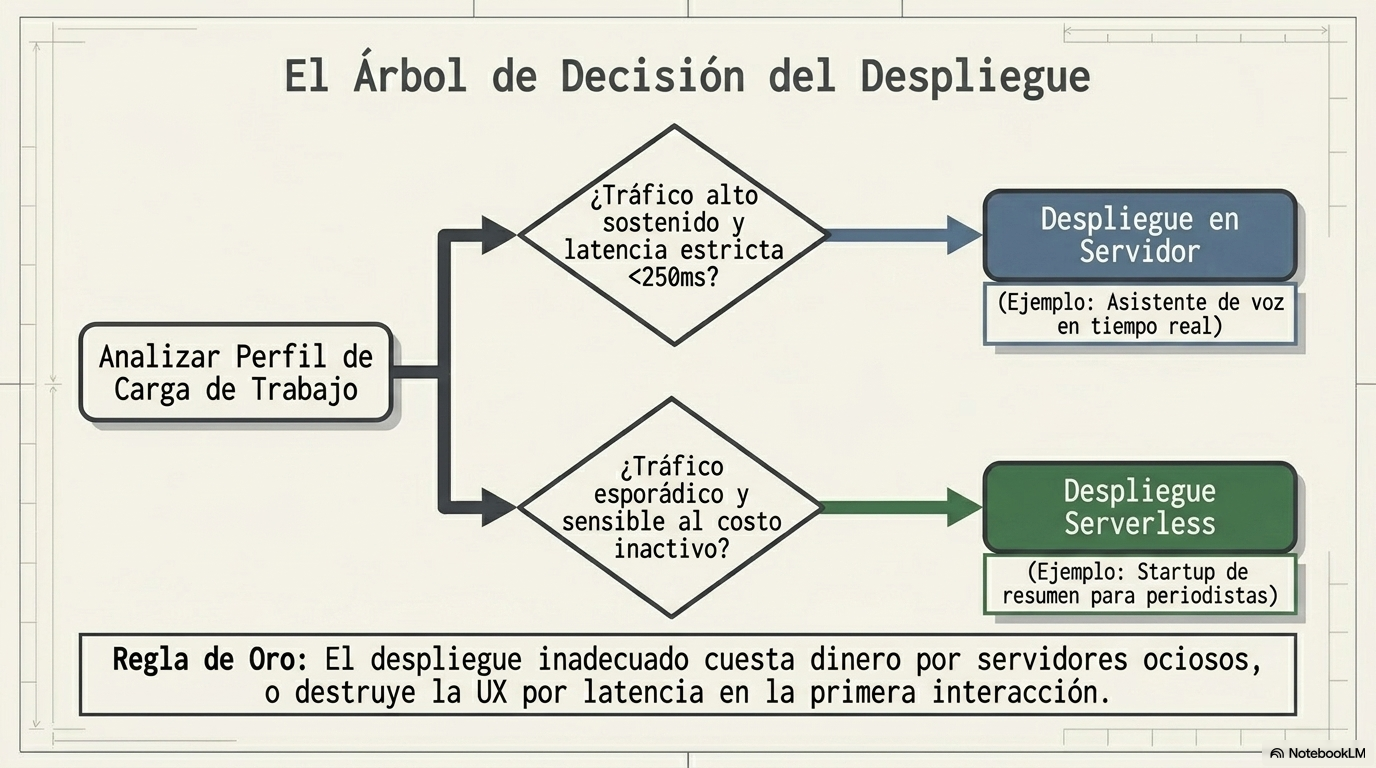 El Árbol de Decisión del Despliegue
Analizar Perfil de
Carga de Trabajo
¿Tráfico alto
sostenido y
latencia estricta
<250ms?
Despliegue en
Servidor
(Ejemplo: Asistente de voz
en tiempo real)
¿Tráfico
esporádico y
sensible al costo
inactivo?
Despliegue
Serverless
(Ejemplo: Startup de
resumen para periodistas)
Regla de Oro: El despliegue inadecuado cuesta dinero por servidores ociosos,
o destruye la UX por latencia en la primera interacción.
NotebookLM